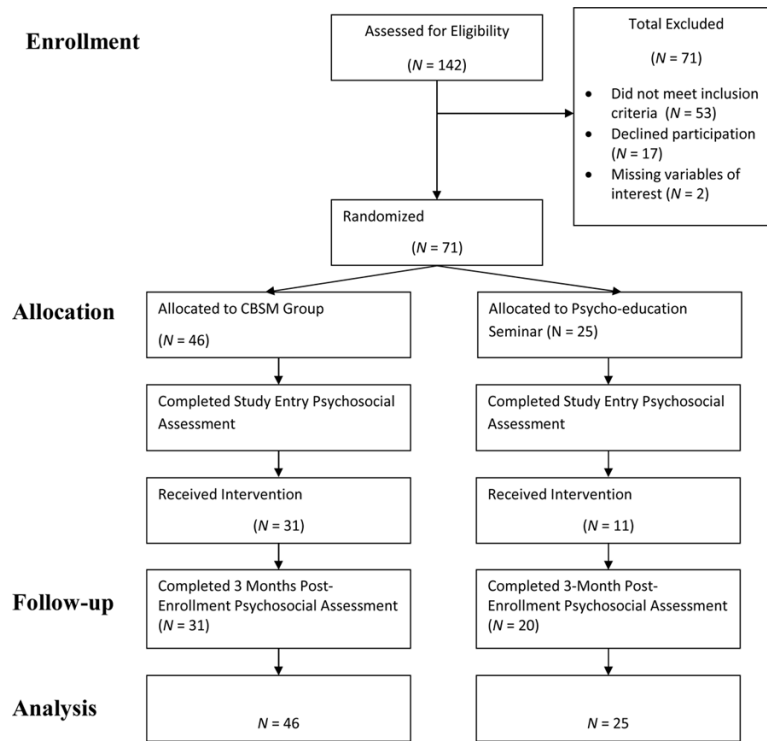 Enrollment
Assessed for Eligibility
(N = 142)
Total Excluded
(N = 71)
• Did not meet inclusion
criteria (N = 53)
• Declined participation
(N = 17)
• Missing variables of
interest (N = 2)
Randomized
(N = 71)
Allocation
Allocated to CBSM Group
(N = 46)
Allocated to Psycho-education
Seminar (N = 25)
Completed Study Entry Psychosocial
Assessment
Completed Study Entry Psychosocial
Assessment
Received Intervention
(N = 31)
Received Intervention
(N = 11)
Follow-up
Completed 3 Months Post-
Enrollment Psychosocial Assessment
(N = 31)
Completed 3-Month Post-
Enrollment Psychosocial Assessment
(N = 20)
Analysis
N = 46
N = 25